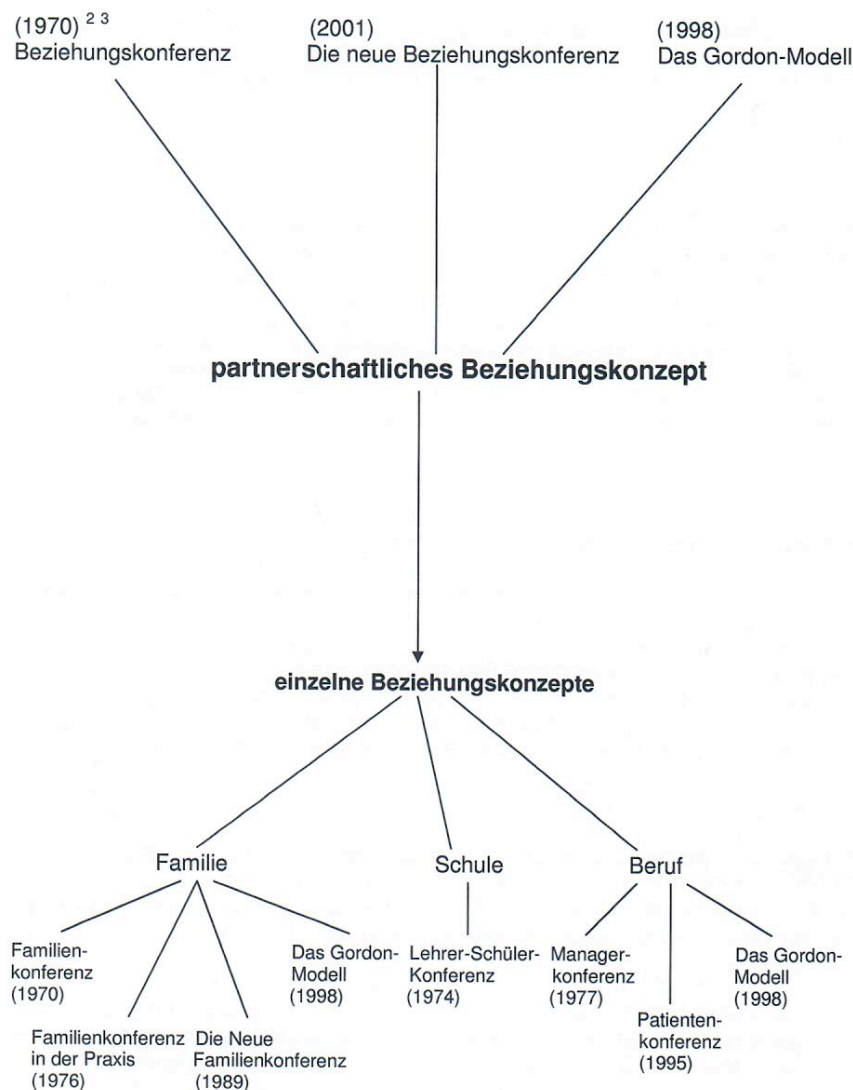 (1970) 2 3
Beziehungskonferenz
(2001)
Die neue Beziehungskonferenz
(1998)
Das Gordon-Modell
partnerschaftliches Beziehungskonzept
einzelne Beziehungskonzepte
Familie
Schule
Beruf
Familien-
konferenz
(1970)
Familienkonferenz
in der Praxis
(1976)
Die Neue
Familienkonferenz
(1989)
Das Gordon-
Modell
(1998)
Lehrer-Schüler-
Konferenz
(1974)
Manager-
konferenz
(1977)
Patienten-
konferenz
(1995)
Das Gordon-
Modell
(1998)